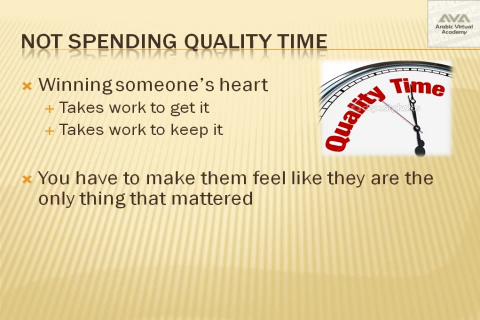 AVA
Arabic Virtual
Academy
NOT SPENDING QUALITY TIME
Winning someone's heart
Takes work to get it
Takes work to keep it
Quality Time
You have to make them feel like they are the
only thing that mattered